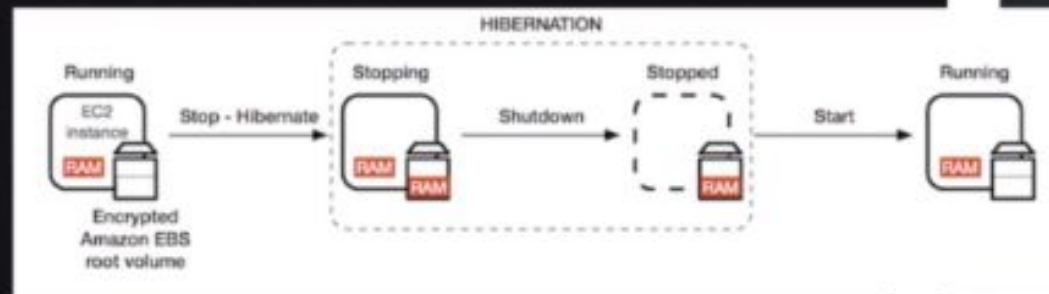 HIBERNATION
Running
Stopping
Stopped
Running
EC2
instance
RAM
Stop - Hibernate
RAM
RAM
Shutdown
RAM
Start
RAM
Encrypted
Amazon EBS
root volume